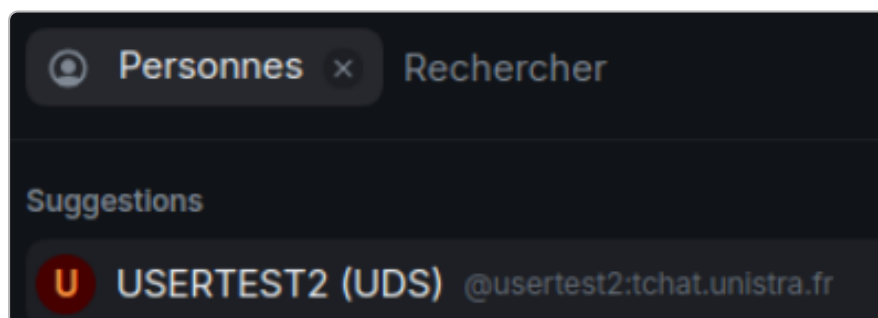 Personnes × Rechercher
Suggestions
U USERTEST2 (UDS) @usertest2:tchat.unistra.fr